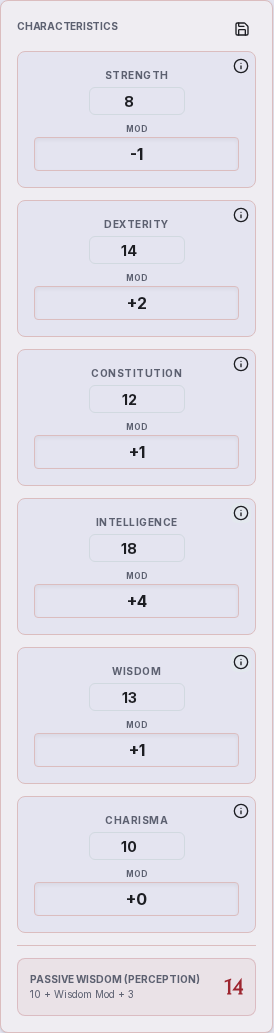 CHARACTERISTICS
STRENGTH
8
MOD
-1
DEXTERITY
14
MOD
+2
CONSTITUTION
12
MOD
+1
INTELLIGENCE
18
MOD
+4
WISDOM
13
MOD
+1
CHARISMA
10
MOD
+0
PASSIVE WISDOM (PERCEPTION)
10 + Wisdom Mod + 3
14